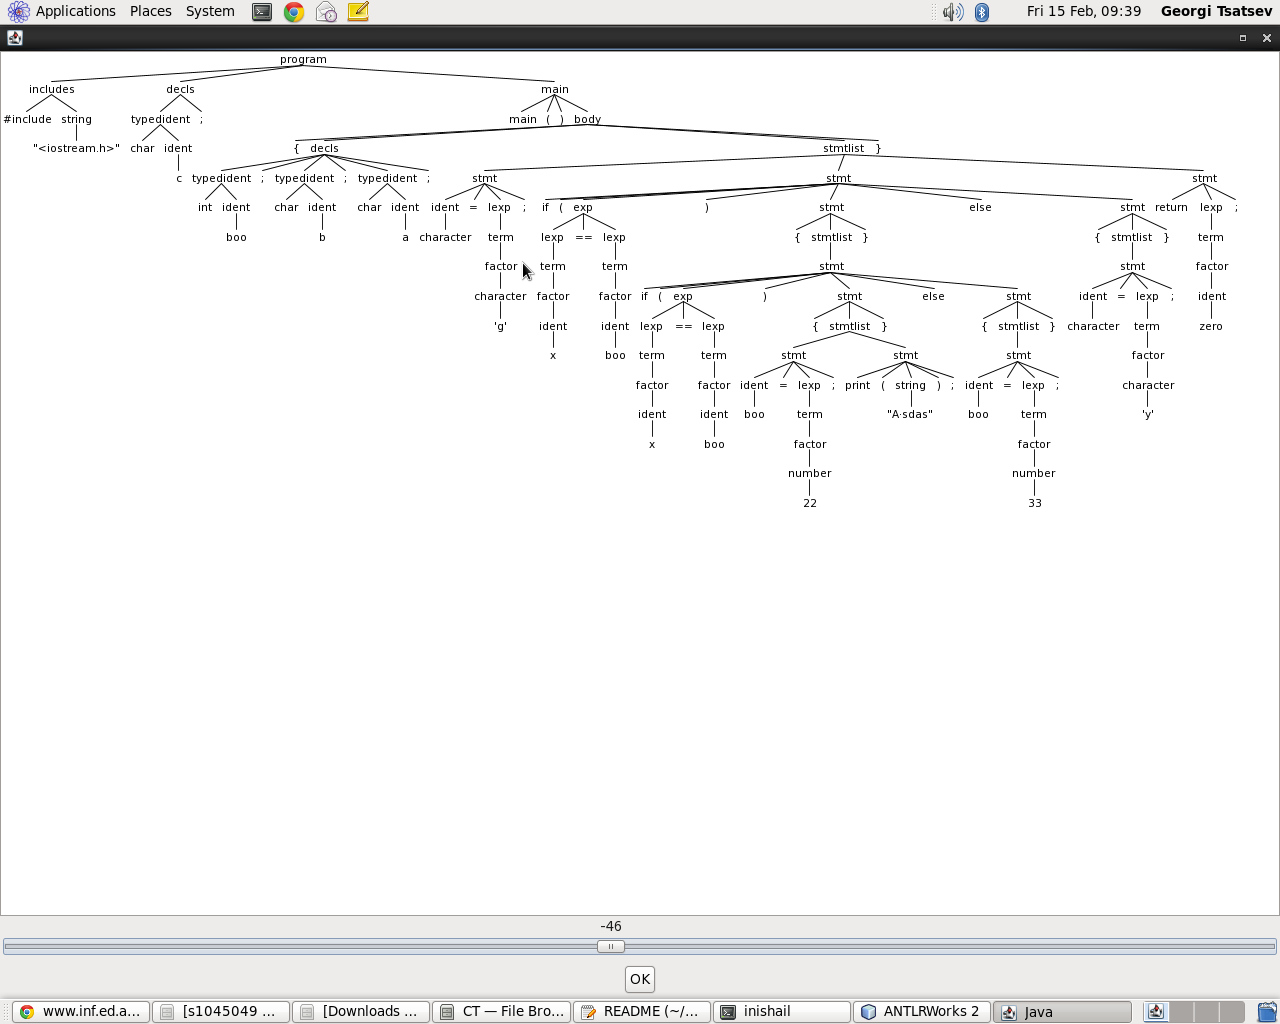 Applications Places System Fri 15 Feb, 09:39 Georgi Tsatsev
program
includes decls main
#include string typedident ; main ( ) body
"<iostream.h>" char ident { decls stmtlist }
c typedident ; typedident ; typedident ; stmt stmt stmt
int ident char ident char ident ident = lexp ; if ( exp ) stmt else stmt return lexp ;
boo b a character term lexp == lexp { stmtlist } { stmtlist } term
factor term term stmt stmt factor
character factor factor if ( exp ) stmt else stmt ident = lexp ; ident
'g' ident ident lexp == lexp { stmtlist } { stmtlist } character term zero
x boo term term stmt stmt stmt factor
factor factor ident = lexp ; print ( string ) ; ident = lexp ; character
ident ident boo term "A·sdas" boo term 'y'
x boo factor factor
number number
22 33
-46
OK
www.inf.ed.a... [s1045049 ... [Downloads ... CT — File Bro... README (~/... inishail ANTLRWorks 2 Java